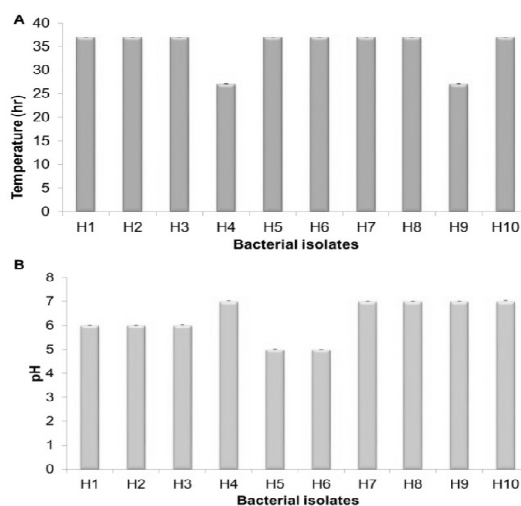 A
40
35
30
25
20
15
10
5
0
Temperature (hr)
H1 H2 H3 H4 H5 H6 H7 H8 H9 H10
Bacterial isolates
B
8
7
6
5
4
3
2
1
0
pH
H1 H2 H3 H4 H5 H6 H7 H8 H9 H10
Bacterial isolates